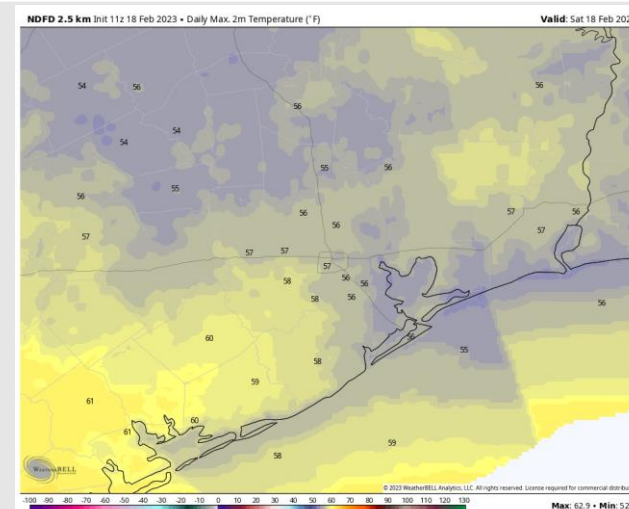 NDFD 2.5 km Init 11z 18 Feb 2023 • Daily Max. 2m Temperature (°F)
Valid: Sat 18 Feb 202
54 56 56 56
54 54
55 55 56
56 56 57 56
57 56 57
57 57 57
58 56 56
58 56 56
60 58 56 55
61 59
61 60
58 59
WeatherBELL
© 2023 WeatherBELL Analytics, LLC. All rights reserved. License required for commercial distribu
-100 -90 -80 -70 -60 -50 -40 -30 -20 -10 0 10 20 30 40 50 60 70 80 90 100 110 120 130
Max: 62.9 • Min: 52